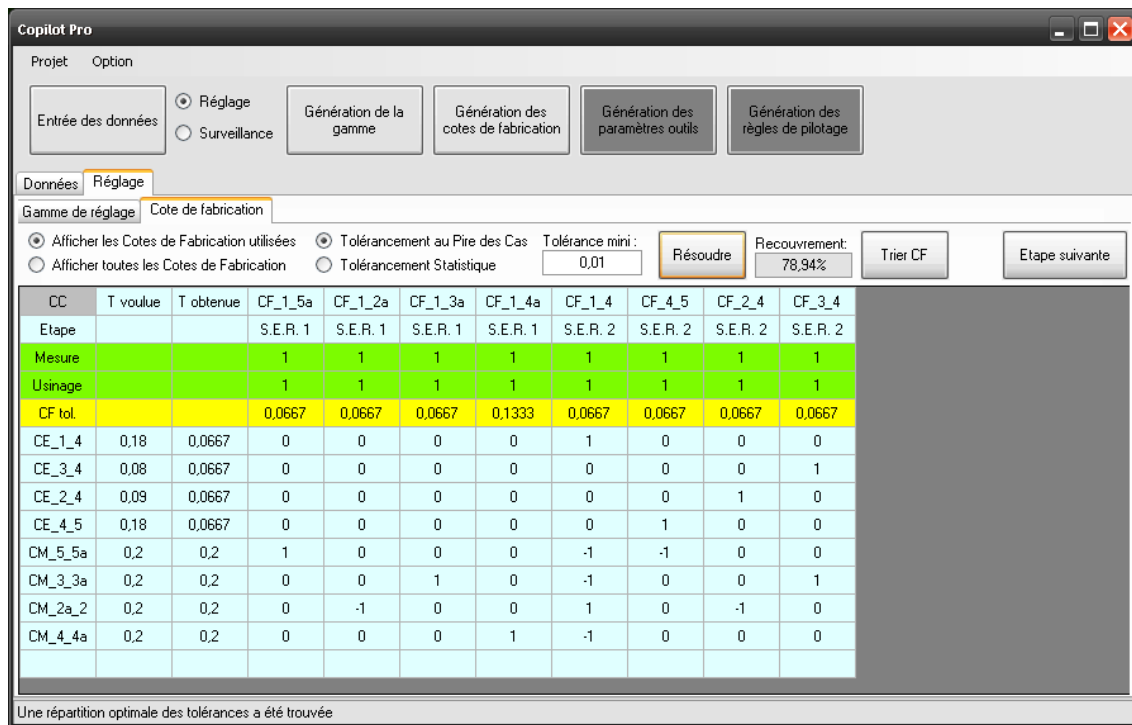 Copilot Pro
Projet Option
Entrée des données
Réglage
Surveillance
Génération de la gamme
Génération des cotes de fabrication
Génération des paramètres outils
Génération des règles de pilotage
Données Réglage
Gamme de réglage Cote de fabrication
Afficher les Cotes de Fabrication utilisées Tolérancement au Pire des Cas Tolérance mini : Résoudre Recouvrement: Trier CF Etape suivante
Afficher toutes les Cotes de Fabrication Tolérancement Statistique 0,01 78,94%
CC T voulue T obtenue CF_1_5a CF_1_2a CF_1_3a CF_1_4a CF_1_4 CF_4_5 CF_2_4 CF_3_4
Etape S.E.R. 1 S.E.R. 1 S.E.R. 1 S.E.R. 1 S.E.R. 2 S.E.R. 2 S.E.R. 2 S.E.R. 2
Mesure 1 1 1 1 1 1 1 1
Usinage 1 1 1 1 1 1 1 1
CF tol. 0,0667 0,0667 0,0667 0,1333 0,0667 0,0667 0,0667 0,0667
CE_1_4 0,18 0,0667 0 0 0 0 1 0 0 0
CE_3_4 0,08 0,0667 0 0 0 0 0 0 0 1
CE_2_4 0,09 0,0667 0 0 0 0 0 0 1 0
CE_4_5 0,18 0,0667 0 0 0 0 0 1 0 0
CM_5_5a 0,2 0,2 1 0 0 0 -1 -1 0 0
CM_3_3a 0,2 0,2 0 0 1 0 -1 0 0 1
CM_2a_2 0,2 0,2 0 -1 0 0 1 0 -1 0
CM_4_4a 0,2 0,2 0 0 0 1 -1 0 0 0
Une répartition optimale des tolérances a été trouvée